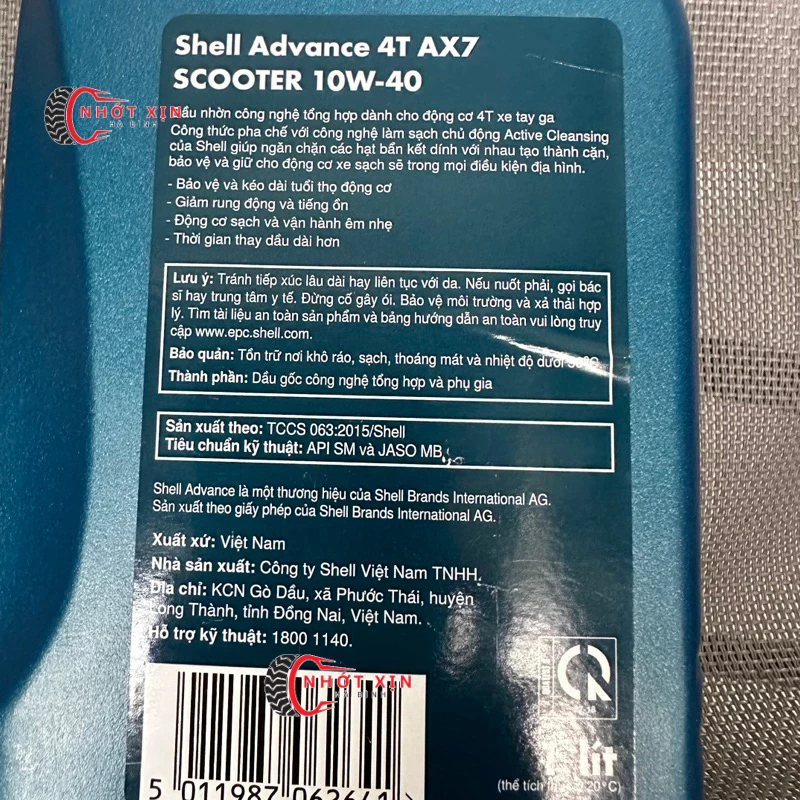 Shell Advance 4T AX7
SCOOTER 10W-40
NHỚT XỊN
HÒA BÌNH
Dầu nhờn công nghệ tổng hợp dành cho động cơ 4T xe tay ga
Công thức pha chế với công nghệ làm sạch chủ động Active Cleansing
của Shell giúp ngăn chặn các hạt bẩn kết dính với nhau tạo thành cặn,
bảo vệ và giữ cho động cơ xe sạch sẽ trong mọi điều kiện địa hình.
- Bảo vệ và kéo dài tuổi thọ động cơ
- Giảm rung động và tiếng ồn
- Động cơ sạch và vận hành êm nhẹ
- Thời gian thay dầu dài hơn
Lưu ý: Tránh tiếp xúc lâu dài hay liên tục với da. Nếu nuốt phải, gọi bác
sĩ hay trung tâm y tế. Đừng cố gây ói. Bảo vệ môi trường và xả thải hợp
lý. Tìm tài liệu an toàn sản phẩm và bảng hướng dẫn an toàn vui lòng truy
cập www.epc.shell.com.
Bảo quản: Tồn trữ nơi khô ráo, sạch, thoáng mát và nhiệt độ dưới
Thành phần: Dầu gốc công nghệ tổng hợp và phụ gia
Sản xuất theo: TCCS 063:2015/Shell
Tiêu chuẩn kỹ thuật: API SM và JASO MB
Shell Advance là một thương hiệu của Shell Brands International AG.
Sản xuất theo giấy phép của Shell Brands International AG.
Xuất xứ: Việt Nam
Nhà sản xuất: Công ty Shell Việt Nam TNHH.
Địa chỉ: KCN Gò Dầu, xã Phước Thái, huyện
Long Thành, tỉnh Đồng Nai, Việt Nam.
Hỗ trợ kỹ thuật: 1800 1140.
NHỚT XỊN
HÒA BÌNH
lít
(thể tích 20°C)
5 011987 062641